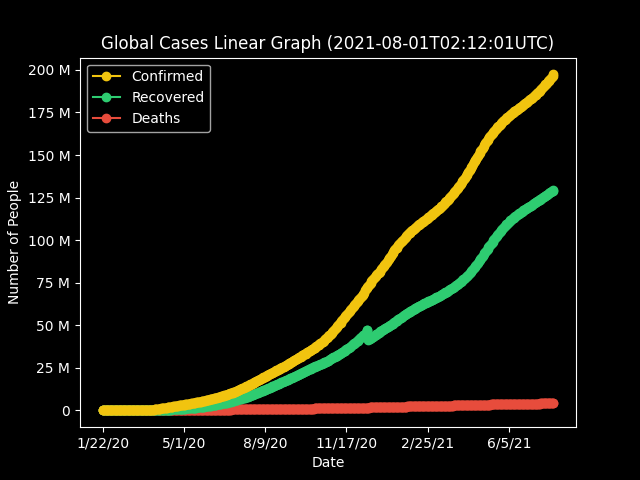 Global Cases Linear Graph (2021-08-01T02:12:01UTC)
Confirmed
Recovered
Deaths
200 M
175 M
150 M
125 M
100 M
75 M
50 M
25 M
0
Number of People
1/22/20 5/1/20 8/9/20 11/17/20 2/25/21 6/5/21
Date